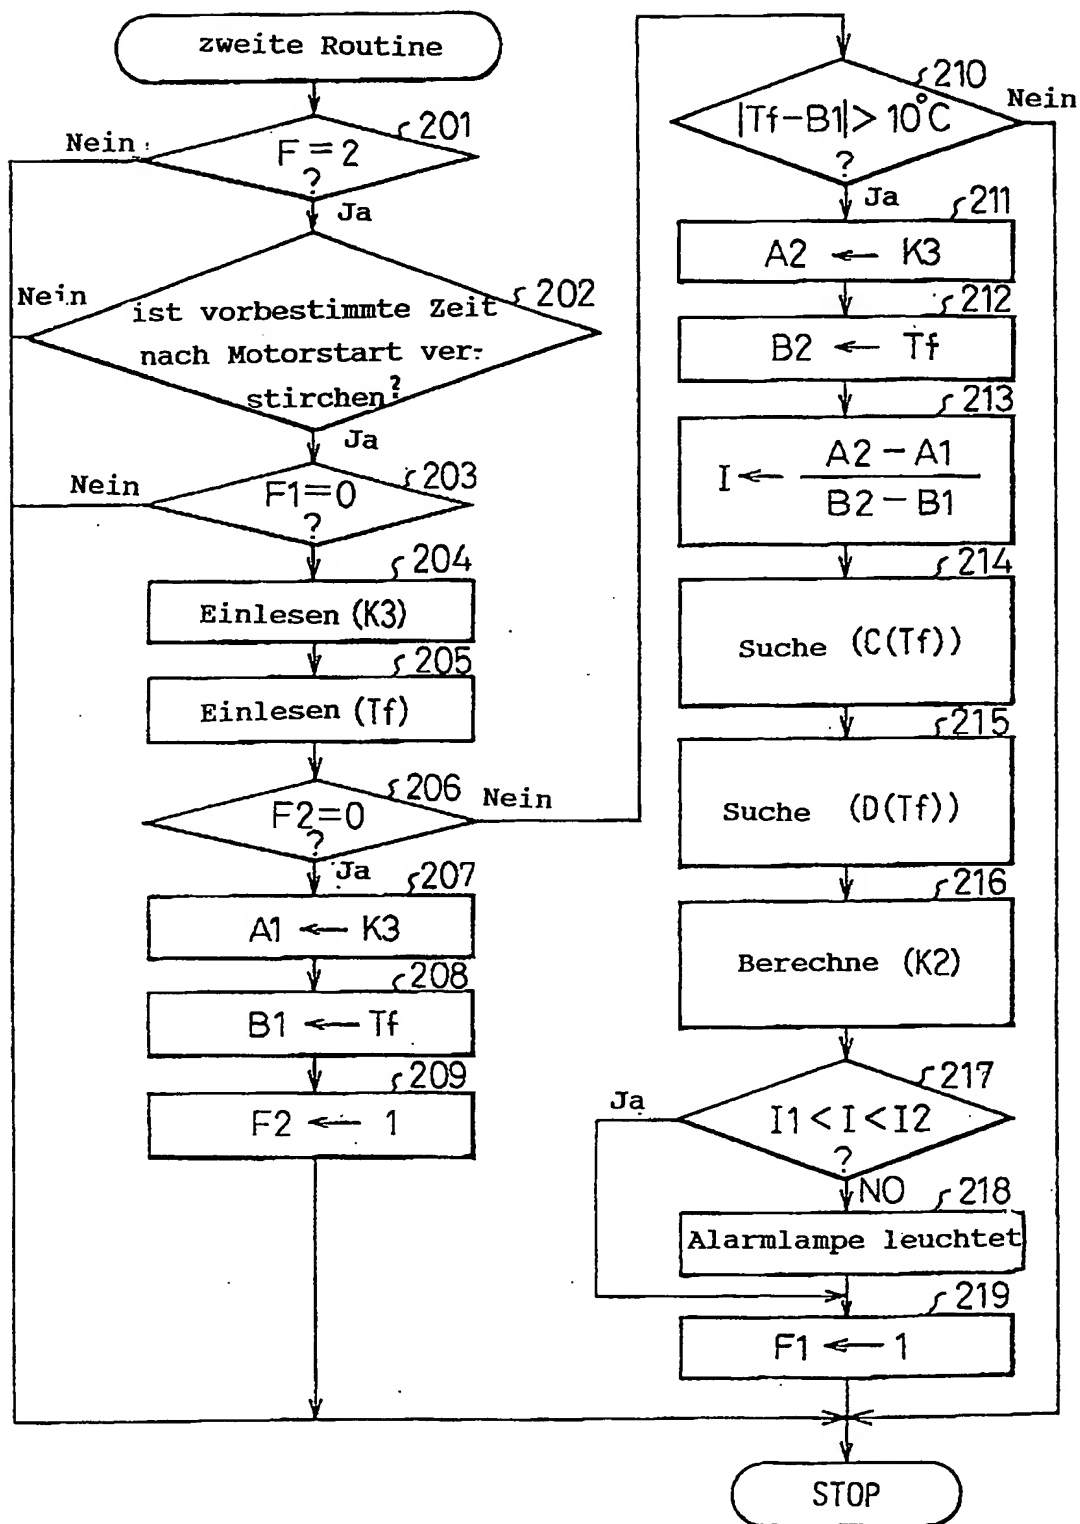 zweite Routine
201
Nein
F = 2
?
Ja
202
Nein
ist vorbestimmte Zeit
nach Motorstart ver-
stirchen?
Ja
203
Nein
F1=0
?
204
Einlesen (K3)
205
Einlesen (Tf)
206
F2=0
?
Nein
Ja
207
A1 ← K3
208
B1 ← Tf
209
F2 ← 1
210
Nein
|Tf-B1| > 10°C
?
Ja
211
A2 ← K3
212
B2 ← Tf
213
I ← A2 - A1
B2 - B1
214
Suche (C(Tf))
215
Suche (D(Tf))
216
Berechne (K2)
217
Ja
I1 < I < I2
?
NO
218
Alarmlampe leuchtet
219
F1 ← 1
STOP